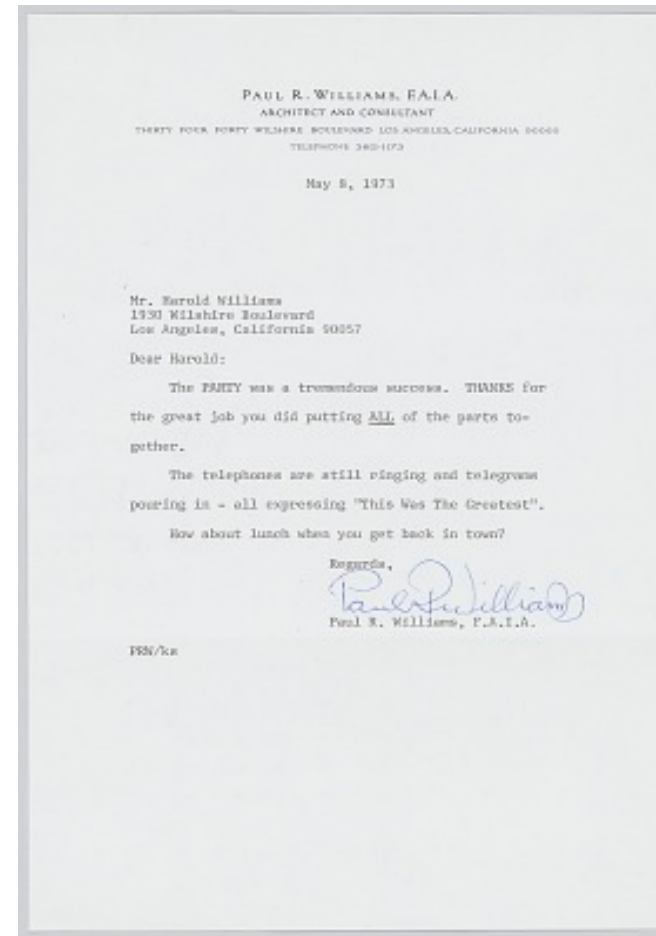 PAUL R. WILLIAMS, F.A.I.A.
ARCHITECT AND CONSULTANT
THIRTY FOUR FORTY WILSHIRE BOULEVARD LOS ANGELES, CALIFORNIA
TELEPHONE
May 8, 1973
Mr. Harold Williams
1930 Wilshire Boulevard
Los Angeles, California 90057
Dear Harold:
The PARTY was a tremendous success. THANKS for
the great job you did putting ALL of the parts to-
gether.
The telephones are still ringing and telegrams
pouring in - all expressing "This Was The Greatest".
How about lunch when you get back in town?
Regards,
Paul R. Williams
Paul R. Williams, F.A.I.A.
PRW/ks